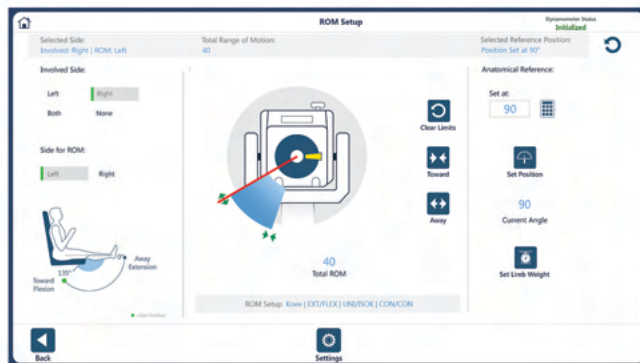 ROM Setup
Dynamometer Status
Initialized
Selected Side:
Involved: Right | ROM: Left
Total Range of Motion:
40
Selected Reference Position:
Position Set at 90°
Involved Side:
Left Right
Both None
Side for ROM:
Left Right
135°
Away
Extension
Toward
Flexion
Clear Limits
Toward
Away
40
Total ROM
ROM Setup Knee | EXT/FLEX | UNI/ISOK | CON/CON
Anatomical Reference:
Set at:
90
Set Position
90
Current Angle
Set Limb Weight
Back
Settings